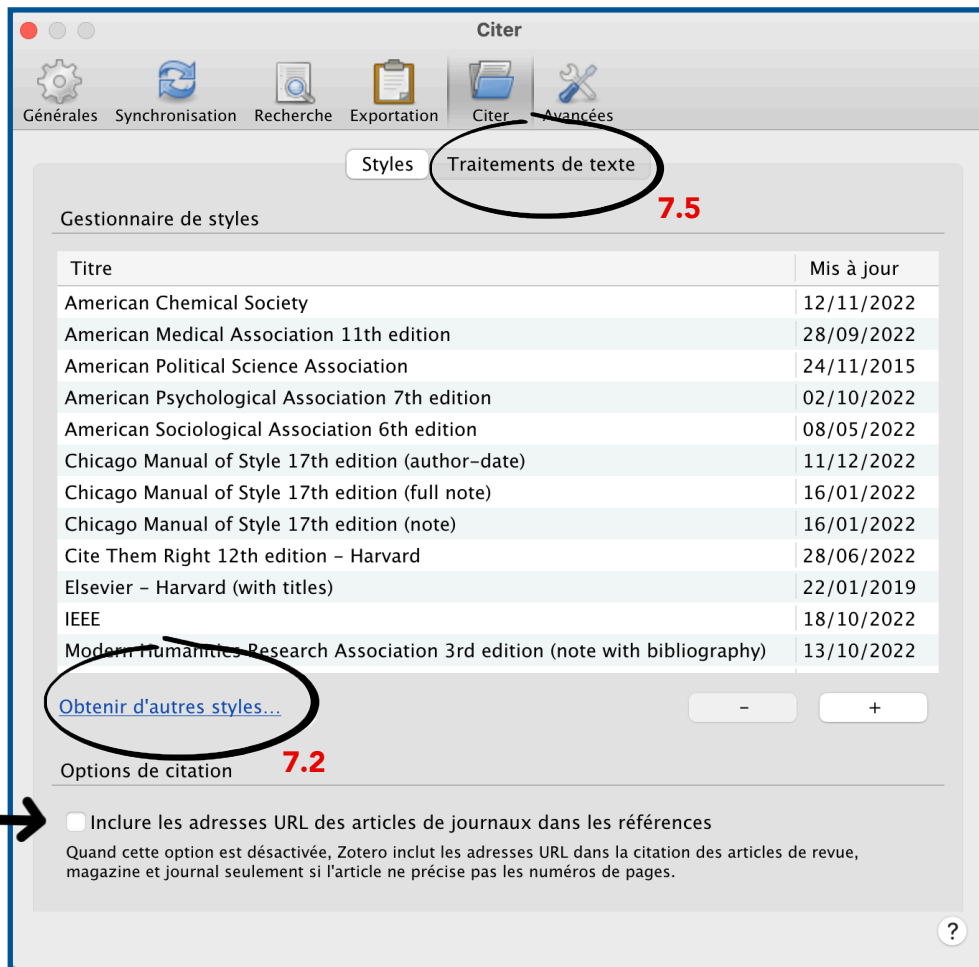 Citer
Générales Synchronisation Recherche Exportation Citer Avancées
Styles Traitements de texte
7.5
Gestionnaire de styles
Titre Mis à jour
American Chemical Society 12/11/2022
American Medical Association 11th edition 28/09/2022
American Political Science Association 24/11/2015
American Psychological Association 7th edition 02/10/2022
American Sociological Association 6th edition 08/05/2022
Chicago Manual of Style 17th edition (author-date) 11/12/2022
Chicago Manual of Style 17th edition (full note) 16/01/2022
Chicago Manual of Style 17th edition (note) 16/01/2022
Cite Them Right 12th edition – Harvard 28/06/2022
Elsevier – Harvard (with titles) 22/01/2019
IEEE 18/10/2022
Modern Humanities Research Association 3rd edition (note with bibliography) 13/10/2022
Obtenir d'autres styles... - +
7.2
Options de citation
Inclure les adresses URL des articles de journaux dans les références
Quand cette option est désactivée, Zotero inclut les adresses URL dans la citation des articles de revue,
magazine et journal seulement si l'article ne précise pas les numéros de pages.
?